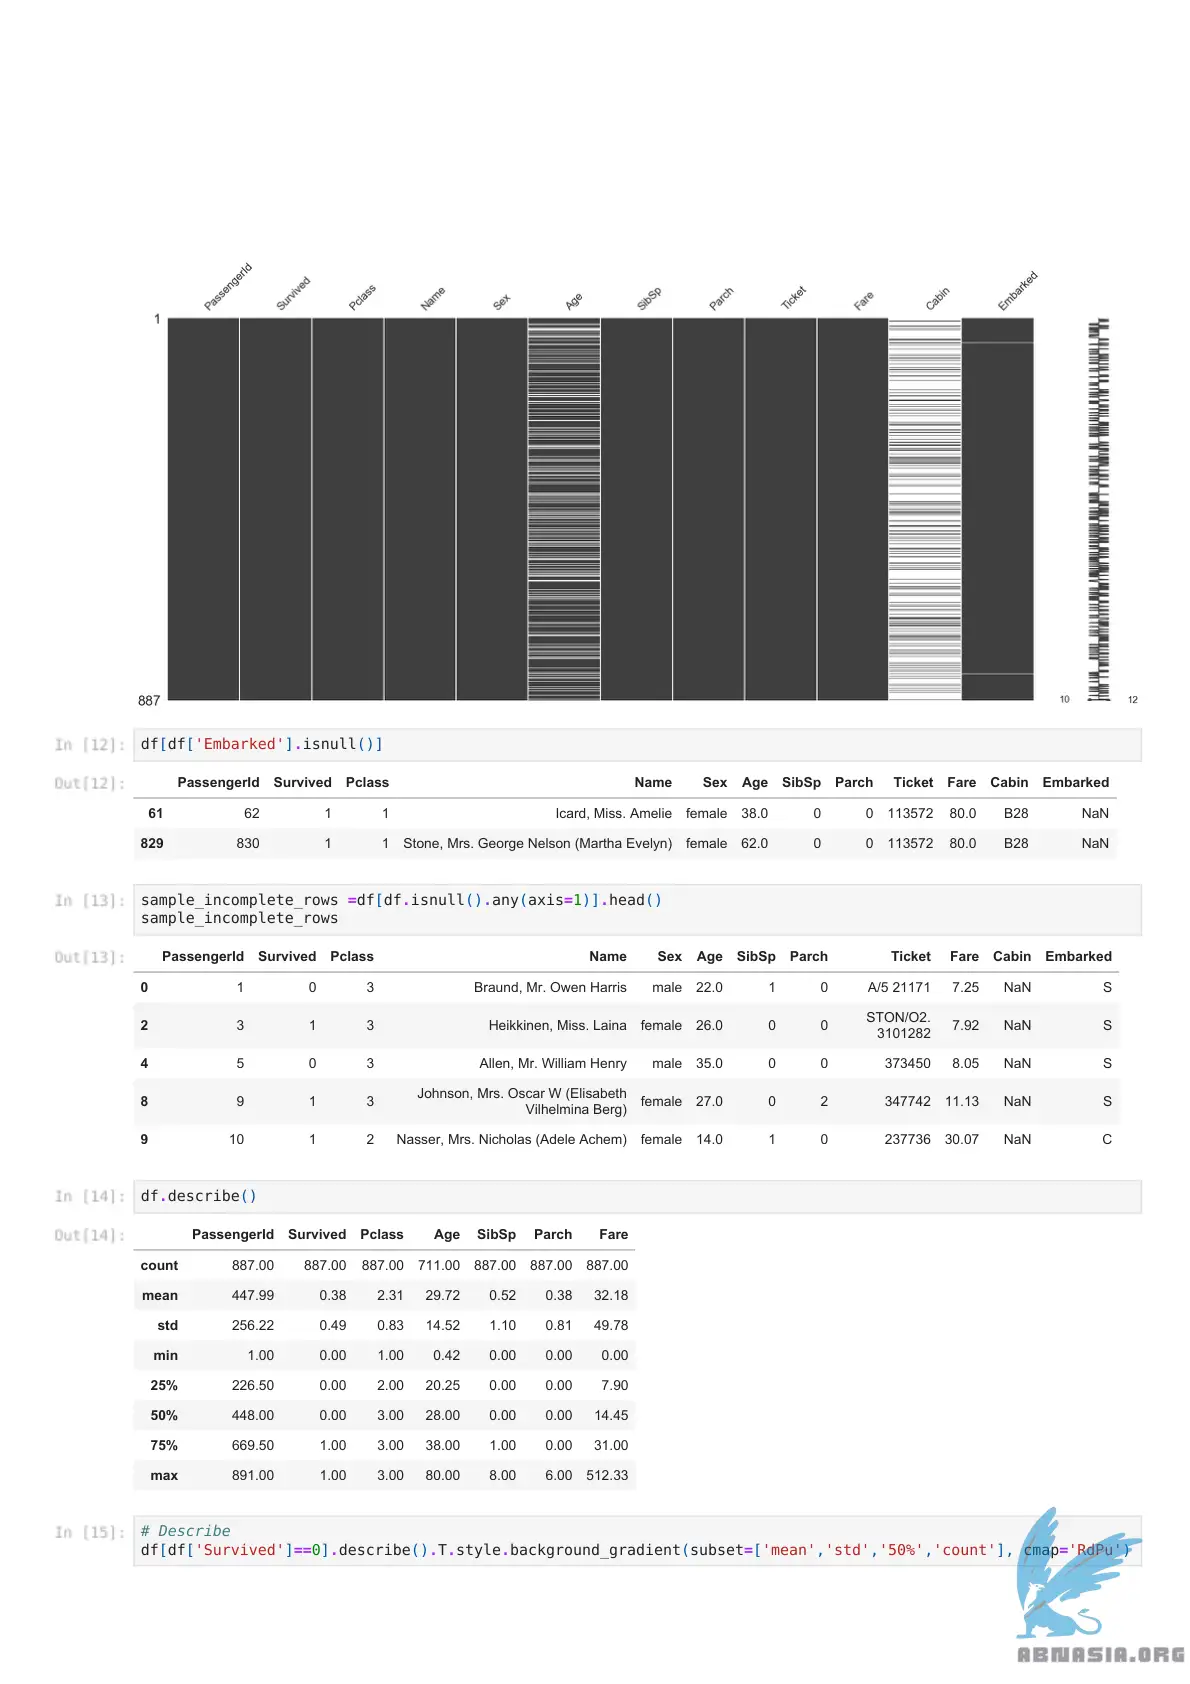 PassengerId Survived Pclass Name Sex Age SibSp Parch Ticket Fare Cabin Embarked
1
887
10 12
In [12]: df[df['Embarked'].isnull()]
Out[12]: PassengerId Survived Pclass Name Sex Age SibSp Parch Ticket Fare Cabin Embarked
61 62 1 1 Icard, Miss. Amelie female 38.0 0 0 113572 80.0 B28 NaN
829 830 1 1 Stone, Mrs. George Nelson (Martha Evelyn) female 62.0 0 0 113572 80.0 B28 NaN
In [13]: sample_incomplete_rows =df[df.isnull().any(axis=1)].head()
sample_incomplete_rows
Out[13]: PassengerId Survived Pclass Name Sex Age SibSp Parch Ticket Fare Cabin Embarked
0 1 0 3 Braund, Mr. Owen Harris male 22.0 1 0 A/5 21171 7.25 NaN S
2 3 1 3 Heikkinen, Miss. Laina female 26.0 0 0 STON/O2. 3101282 7.92 NaN S
4 5 0 3 Allen, Mr. William Henry male 35.0 0 0 373450 8.05 NaN S
8 9 1 3 Johnson, Mrs. Oscar W (Elisabeth Vilhelmina Berg) female 27.0 0 2 347742 11.13 NaN S
9 10 1 2 Nasser, Mrs. Nicholas (Adele Achem) female 14.0 1 0 237736 30.07 NaN C
In [14]: df.describe()
Out[14]: PassengerId Survived Pclass Age SibSp Parch Fare
count 887.00 887.00 887.00 711.00 887.00 887.00 887.00
mean 447.99 0.38 2.31 29.72 0.52 0.38 32.18
std 256.22 0.49 0.83 14.52 1.10 0.81 49.78
min 1.00 0.00 1.00 0.42 0.00 0.00 0.00
25% 226.50 0.00 2.00 20.25 0.00 0.00 7.90
50% 448.00 0.00 3.00 28.00 0.00 0.00 14.45
75% 669.50 1.00 3.00 38.00 1.00 0.00 31.00
max 891.00 1.00 3.00 80.00 8.00 6.00 512.33
In [15]: # Describe
df[df['Survived']==0].describe().T.style.background_gradient(subset=['mean','std','50%','count'], cmap='RdPu')
ABNASIA.ORG